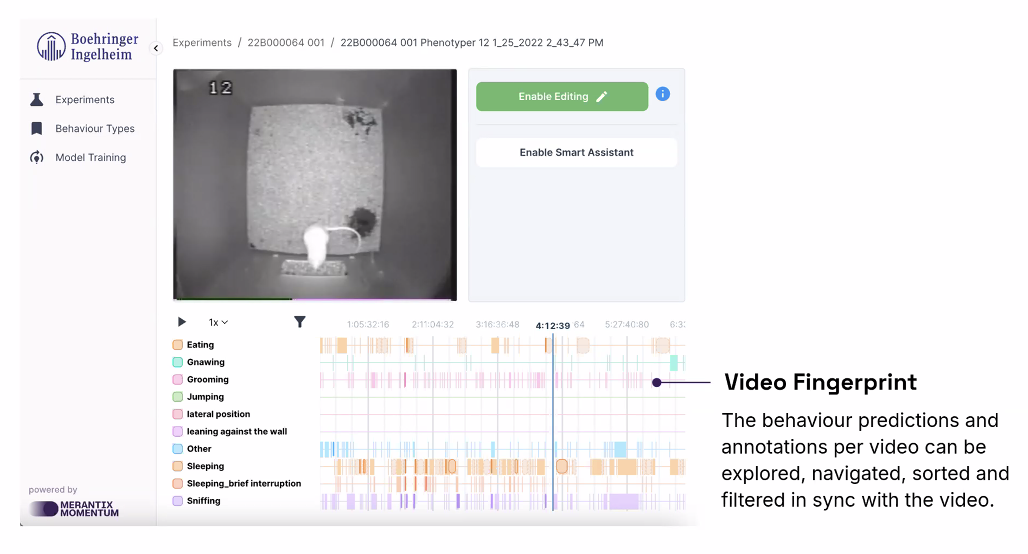 Boehringer
Ingelheim
Experiments / 22B000064 001 / 22B000064 001 Phenotyper 12 1_25_2022 2_43_47 PM
Experiments
Behaviour Types
Model Training
12
Enable Editing
Enable Smart Assistant
1x
1:05:32:16 2:11:04:32 3:16:36:48 4:12:39 64 5:27:40:80 6:3
Eating
Gnawing
Grooming
Jumping
lateral position
leaning against the wall
Other
Sleeping
Sleeping_brief interruption
Sniffing
Video Fingerprint
The behaviour predictions and
annotations per video can be
explored, navigated, sorted and
filtered in sync with the video.
powered by
MERANTIX
MOMENTUM